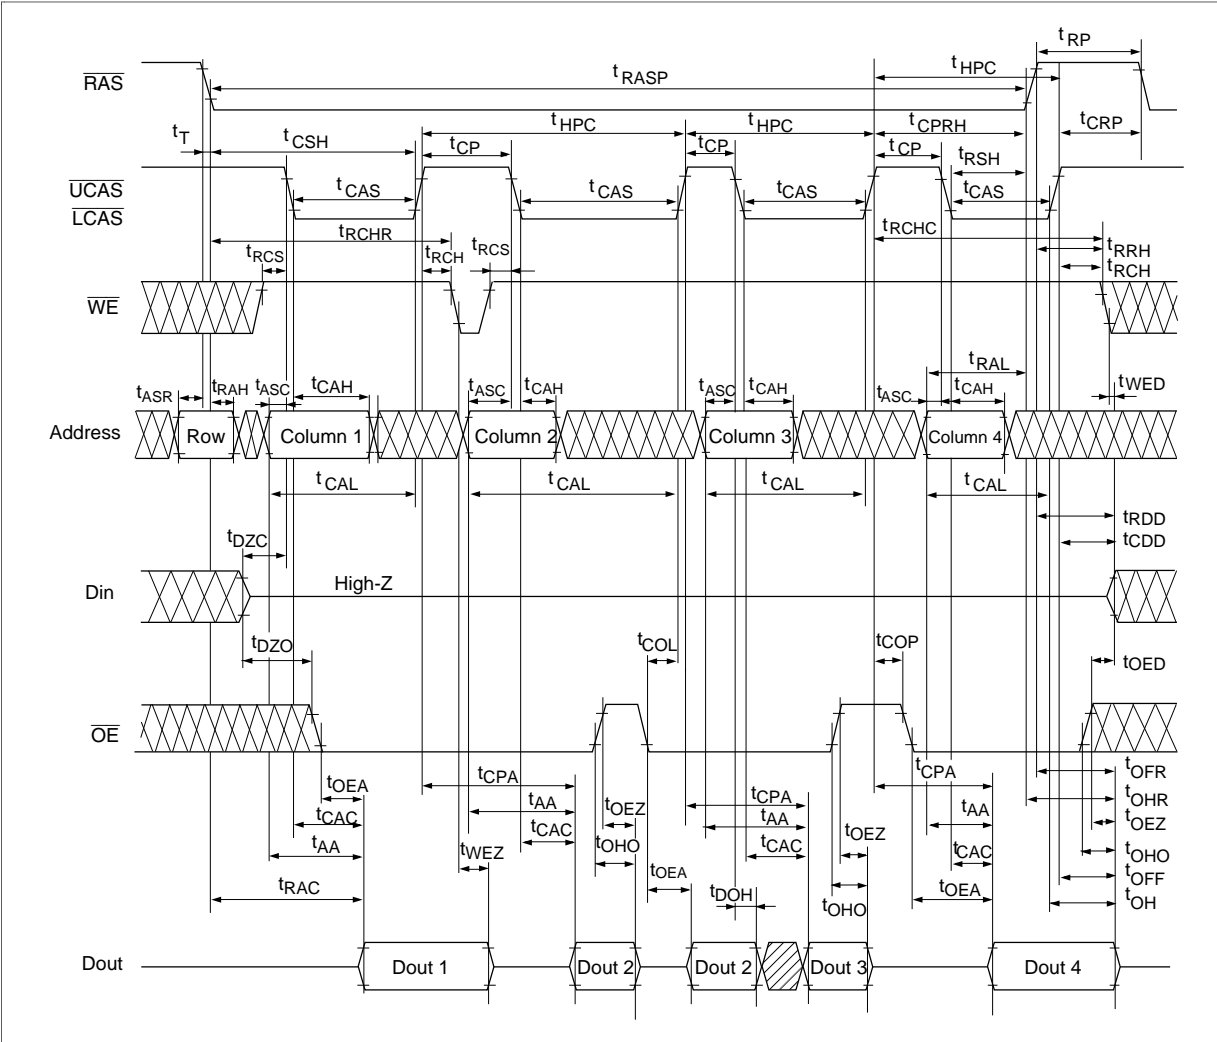 tRP
RAS
tRASP
tHPC
tT
tCSH
tHPC
tHPC
tCPRH
tCRP
tCP
tCP
tCP
tRSH
UCAS
LCAS
tCAS
tCAS
tCAS
tCAS
tRCHR
tRCHC
tRCS
tRCH
tRCS
tRRH
tRCH
WE
tRAL
tASR
tRAH
tASC
tCAH
tASC
tCAH
tASC
tCAH
tASC
tCAH
tWED
Address
Row
Column 1
Column 2
Column 3
Column 4
tCAL
tCAL
tCAL
tCAL
tRDD
tCDD
tDZC
Din
High-Z
tDZO
tCOL
tCOP
tOED
OE
tOEA
tCPA
tCPA
tCPA
tOFR
tCAC
tAA
tOEZ
tAA
tOEZ
tAA
tOHR
tOEZ
tAA
tCAC
tWEZ
tOHO
tCAC
tCAC
tOHO
tRAC
tOEA
tDOH
tOHO
tOEA
tOFF
tOH
Dout
Dout 1
Dout 2
Dout 2
Dout 3
Dout 4